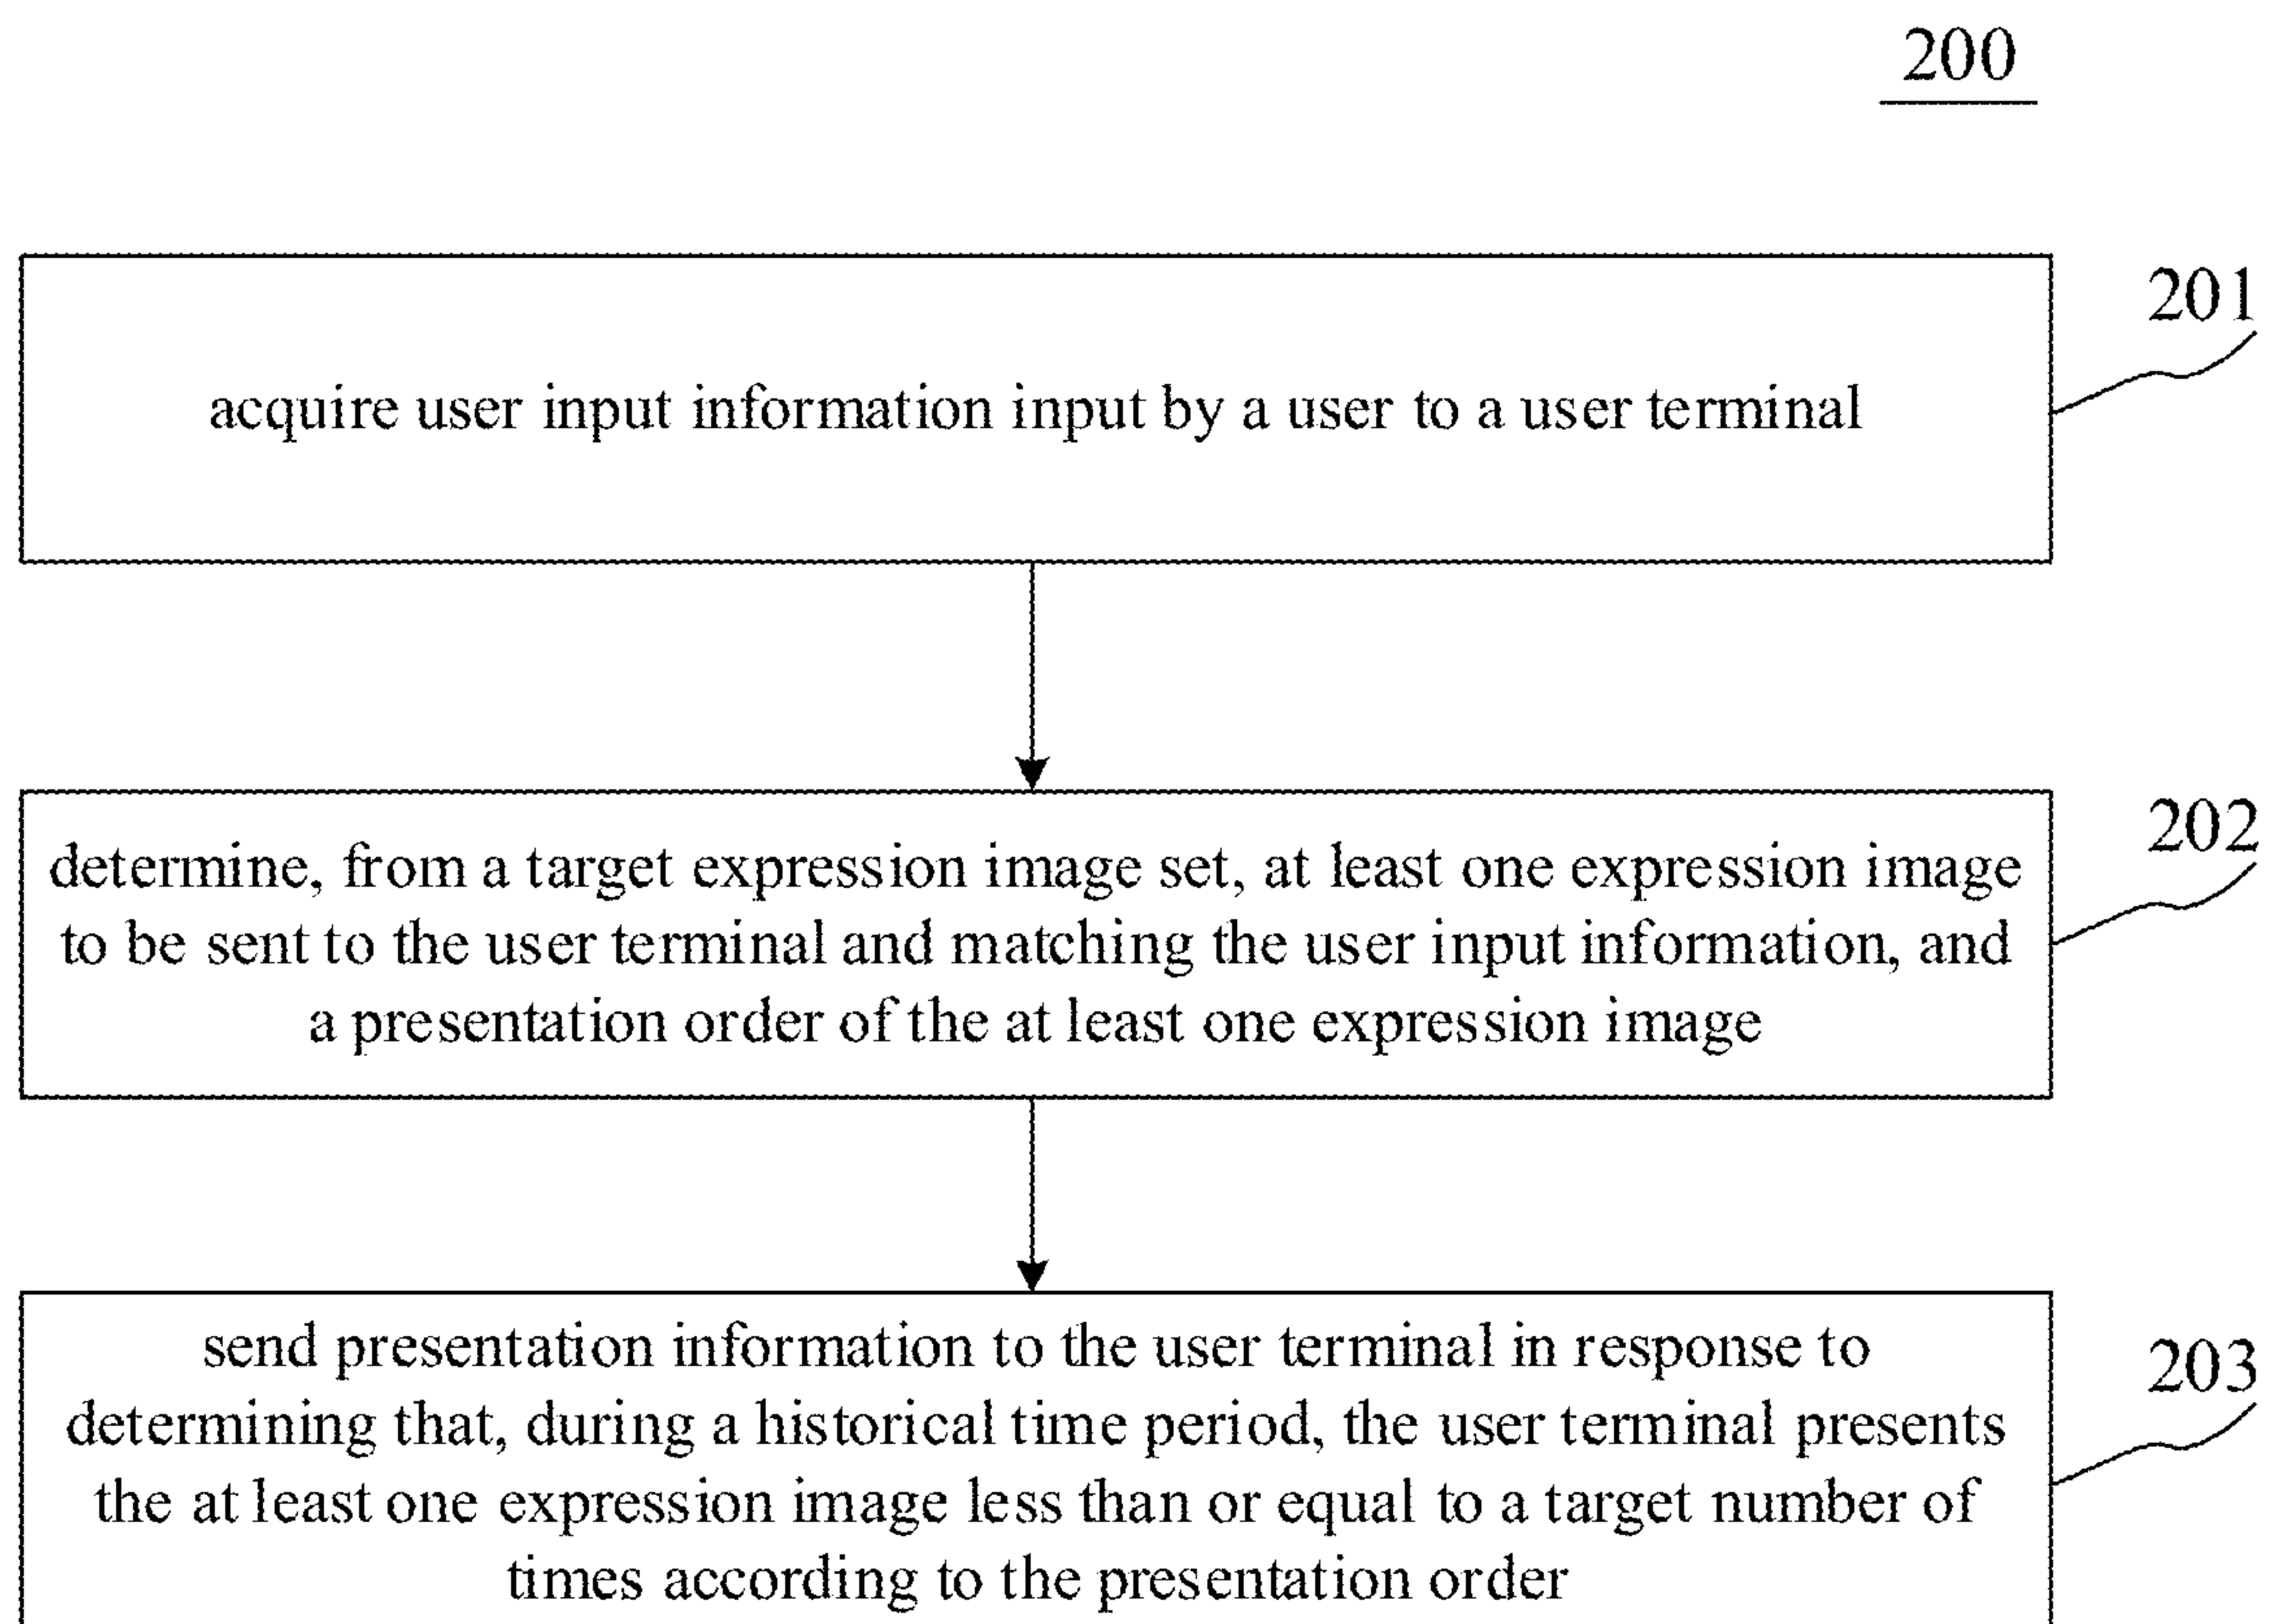 200
201
acquire user input information input by a user to a user terminal
202
determine, from a target expression image set, at least one expression image
to be sent to the user terminal and matching the user input information, and
a presentation order of the at least one expression image
203
send presentation information to the user terminal in response to
determining that, during a historical time period, the user terminal presents
the at least one expression image less than or equal to a target number of
times according to the presentation order